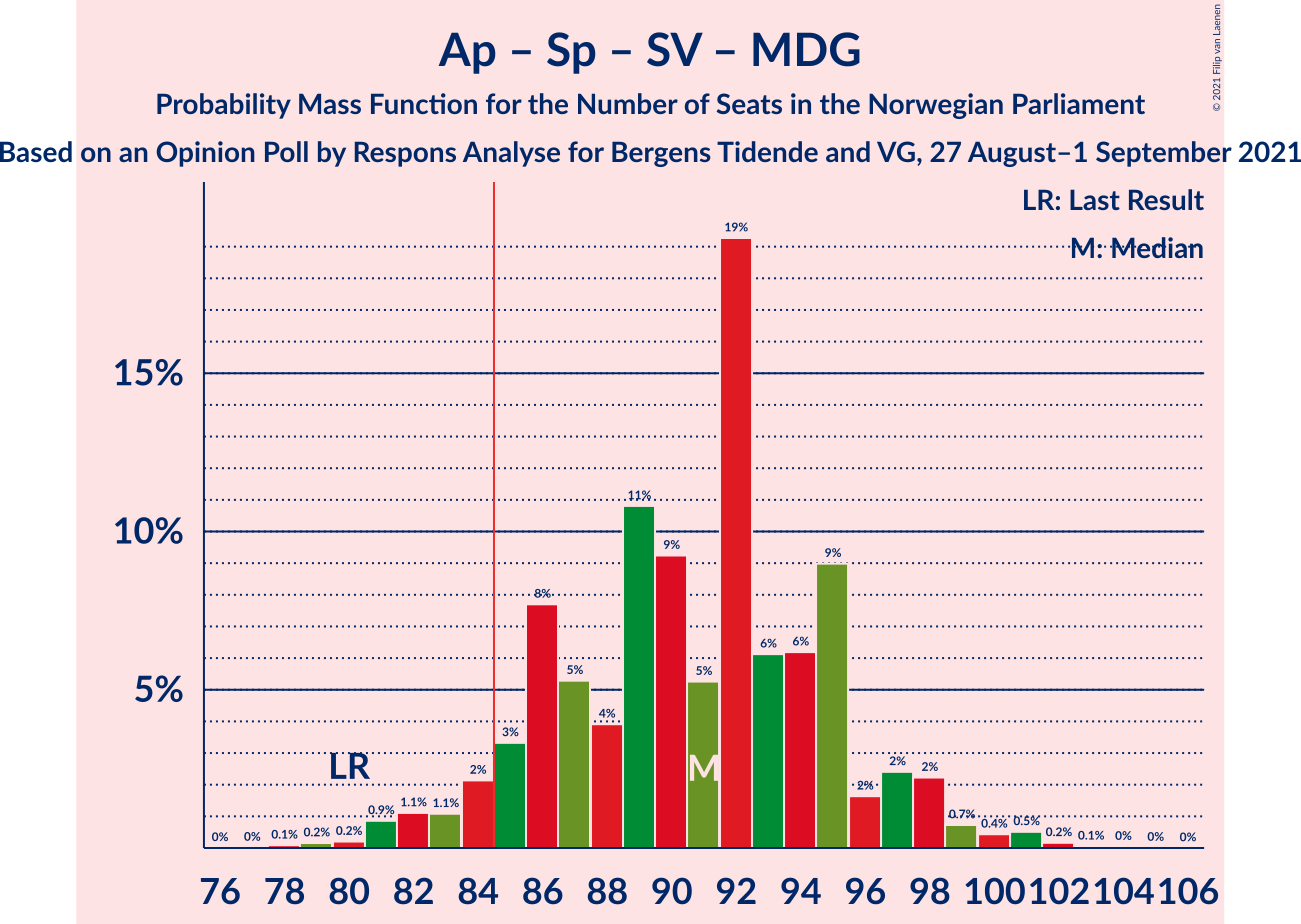 Ap – Sp – SV – MDG
Probability Mass Function for the Number of Seats in the Norwegian Parliament
Based on an Opinion Poll by Respons Analyse for Bergens Tidende and VG, 27 August–1 September 2021
© 2021 Filip van Laenen
LR: Last Result
M: Median
15%
10%
5%
0% 0% 0.1% 0.2% 0.2% 0.9% 1.1% 1.1% 2% 3% 8% 5% 4% 11% 9% 5% 19% 6% 6% 9% 2% 2% 2% 0.7% 0.4% 0.5% 0.2% 0.1% 0% 0% 0%
LR
M
76 78 80 82 84 86 88 90 92 94 96 98 100 102 104 106